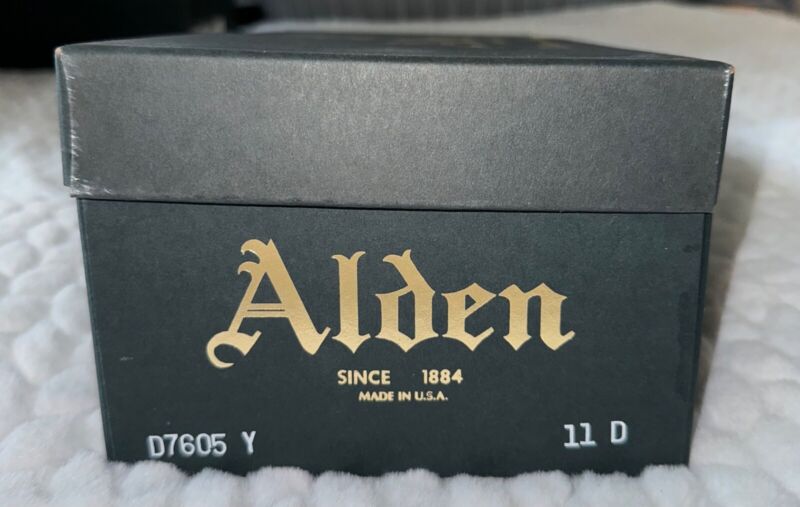 Alden
SINCE 1884
MADE IN U.S.A.
D7605 Y 11 D